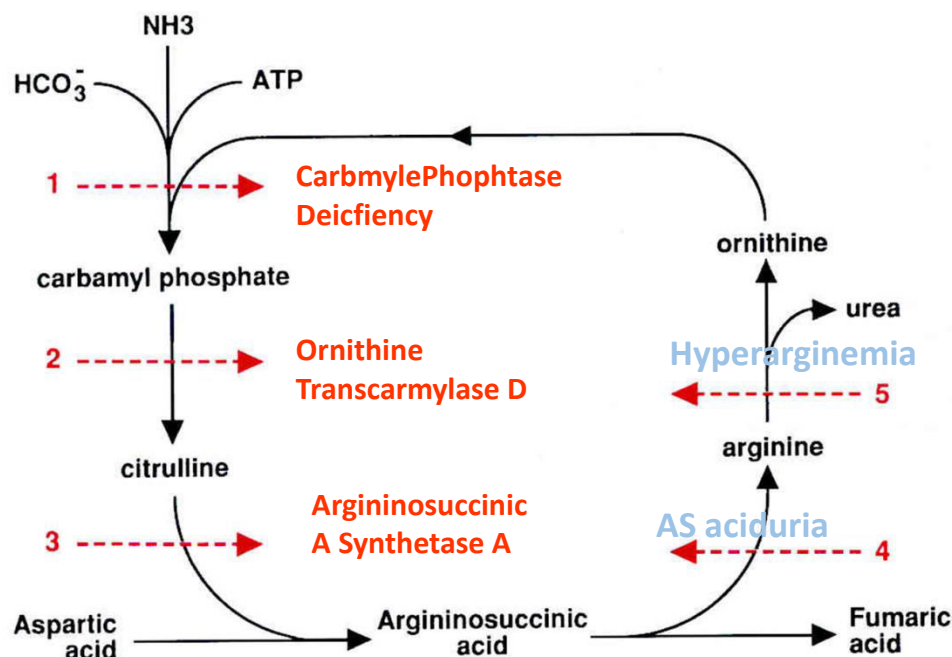 NH3
HCO3-
ATP
1
CarbmylePhophtase
Deicfiency
carbamyl phosphate
ornithine
urea
2
Ornithine
Transcarmylase D
Hyperarginemia
5
citrulline
arginine
3
Argininosuccinic
A Synthetase A
AS aciduria
4
Aspartic
acid
Argininosuccinic
acid
Fumaric
acid